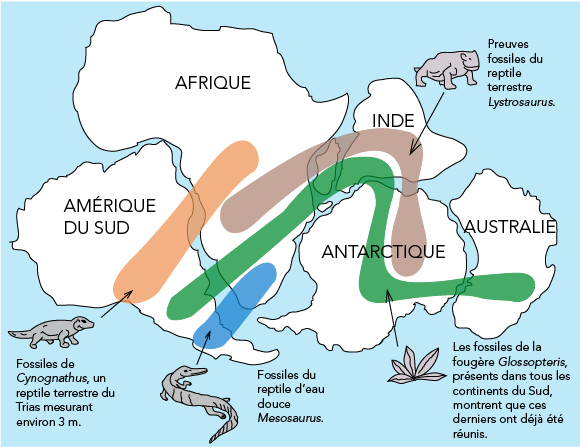 AFRIQUE
Preuves
fossiles du
reptile
terrestre
Lystrosaurus.
INDE
AMÉRIQUE
DU SUD
ANTARCTIQUE
AUSTRALIE
Fossiles de
Cynognathus, un
reptile terrestre du
Trias mesurant
environ 3 m.
Fossiles du
reptile d’eau
douce
Mesosaurus.
Les fossiles de la
fougère Glossopteris,
présents dans tous les
continents du Sud,
montrent que ces
derniers ont déjà été
réunis.